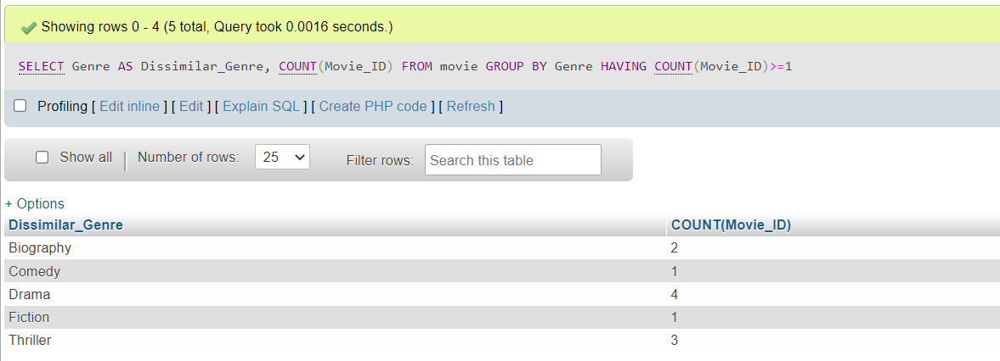 Showing rows 0 - 4 (5 total, Query took 0.0016 seconds.)
SELECT Genre AS Dissimilar_Genre, COUNT(Movie_ID) FROM movie GROUP BY Genre HAVING COUNT(Movie_ID)>=1
Profiling [ Edit inline ] [ Edit ] [ Explain SQL ] [ Create PHP code ] [ Refresh ]
Show all Number of rows: 25 Filter rows: Search this table
+ Options
Dissimilar_Genre COUNT(Movie_ID)
Biography 2
Comedy 1
Drama 4
Fiction 1
Thriller 3